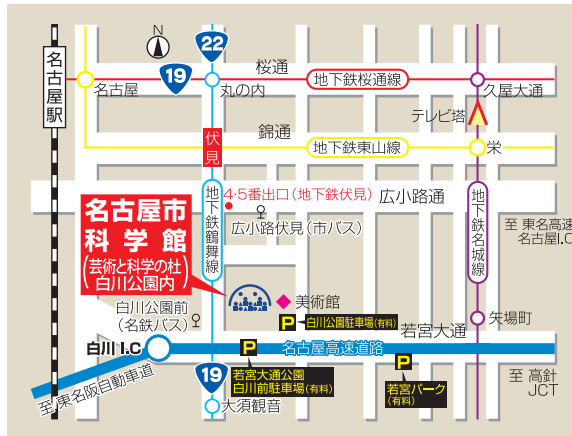 N
22
19
桜通
地下鉄桜通線
名古屋駅
名古屋
丸の内
久屋大通
テレビ塔
錦通
伏見
地下鉄東山線
栄
4・5番出口(地下鉄伏見)
広小路通
名古屋市
科学館
(芸術と科学の杜
白川公園内)
地下鉄鶴舞線
広小路伏見(市バス)
地下鉄名城線
至 東名高速
名古屋I.C
白川公園前
(名鉄バス)
美術館
P 白川公園駐車場(有料)
矢場町
若宮大通
白川 I.C
名古屋高速道路
P
若宮大通公園
白川前駐車場(有料)
P
若宮パーク
(有料)
至 東名阪自動車道
19
大須観音
至 高針
JCT